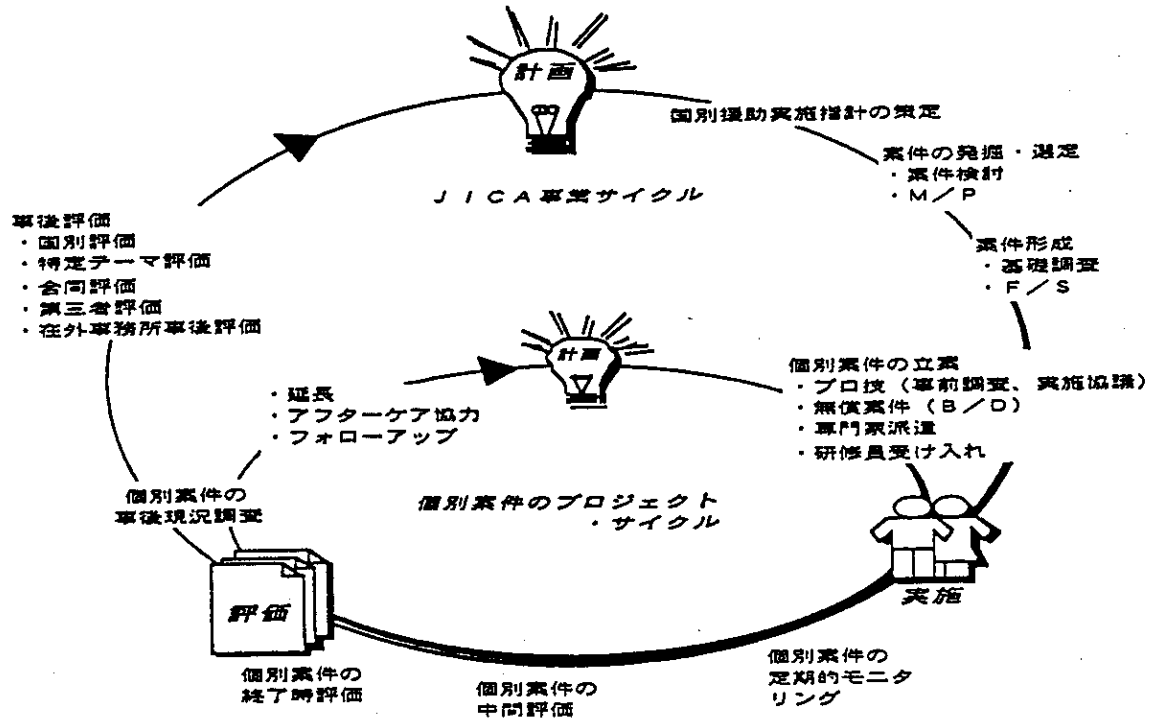 計画
国別援助実施指針の策定
案件の発掘・選定
・案件検討
・M/P
JICA事業サイクル
事後評価
・国別評価
・特定テーマ評価
・合同評価
・第三者評価
・在外事務所事後評価
案件形成
・基礎調査
・F/S
計画
個別案件の立案
・プロ技(事前調査、実施協議)
・無償案件(B/D)
・専門家派遣
・研修員受け入れ
・延長
・アフターケア協力
・フォローアップ
個別案件の
事後現況調査
個別案件のプロジェクト
・サイクル
評価
実施
個別案件の
終了時評価
個別案件の
中間評価
個別案件の
定期的モニタ
リング